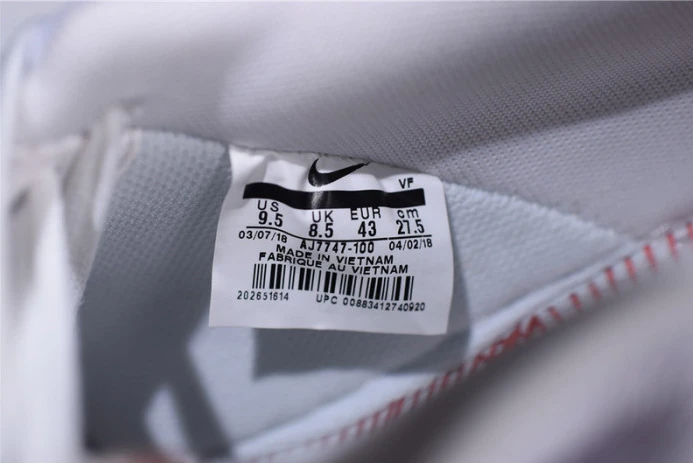 VF
US UK EUR cm
9.5 8.5 43 27.5
03/07/18 AJ7747-100 04/02/18
MADE IN VIETNAM
FABRIQUE AU VIETNAM
202651614 UPC 00883412740920